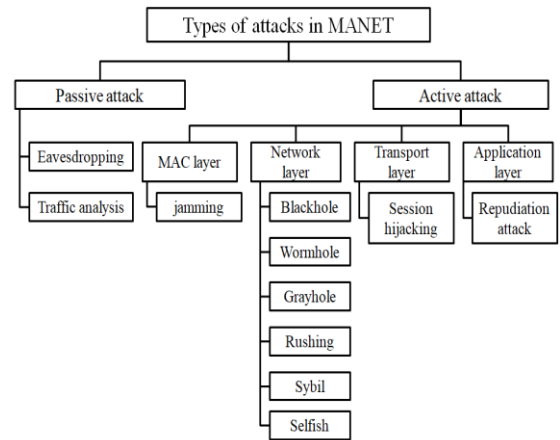 Types of attacks in MANET
Passive attack
Active attack
Eavesdropping
Traffic analysis
MAC layer
jamming
Network
layer
Blackhole
Wormhole
Grayhole
Rushing
Sybil
Selfish
Transport
layer
Session
hijacking
Application
layer
Repudiation
attack